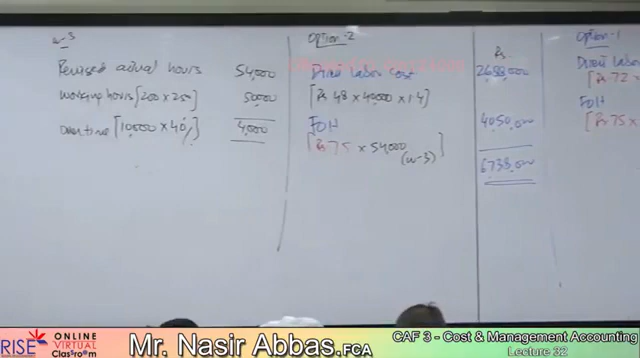 w-3
Revised actual hours 54,000
working hours [200 x 250] 50,000
overtime [10,000 x 40%] 4,000
Option-2
Direct Labor Cost 2688,000
[Rs 48 x 40,000 x 1.4]
FOH 4050,000
[Rs 75 x 54,000
(w-3)]
6738,000
Rs.
Option-1
Direct Labor
[Rs.72 x
FOH
[Rs 75 x
RISE ONLINE VIRTUAL Classroom
Mr. Nasir Abbas.FCA
CAF 3 - Cost & Management Accounting
Lecture 32